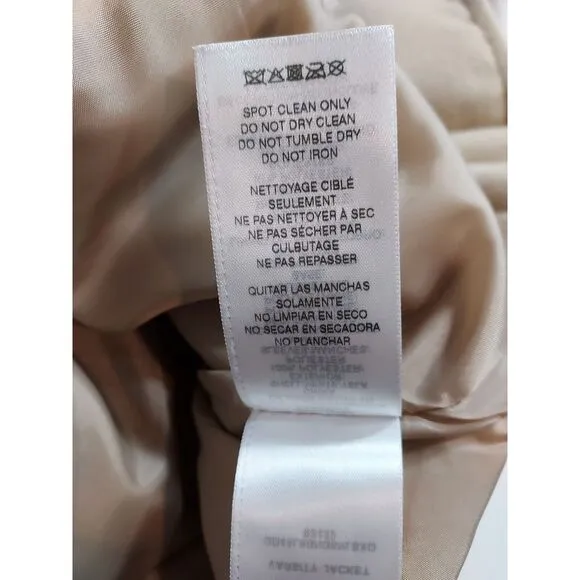 SPOT CLEAN ONLY
DO NOT DRY CLEAN
DO NOT TUMBLE DRY
DO NOT IRON
NETTOYAGE CIBLÉ
SEULEMENT
NE PAS NETTOYER À SEC
NE PAS SÉCHER PAR
CULBUTAGE
NE PAS REPASSER
QUITAR LAS MANCHAS
SOLAMENTE
NO LIMPIAR EN SECO
NO SECAR EN SECADORA
NO PLANCHAR
VARSITY JACKET